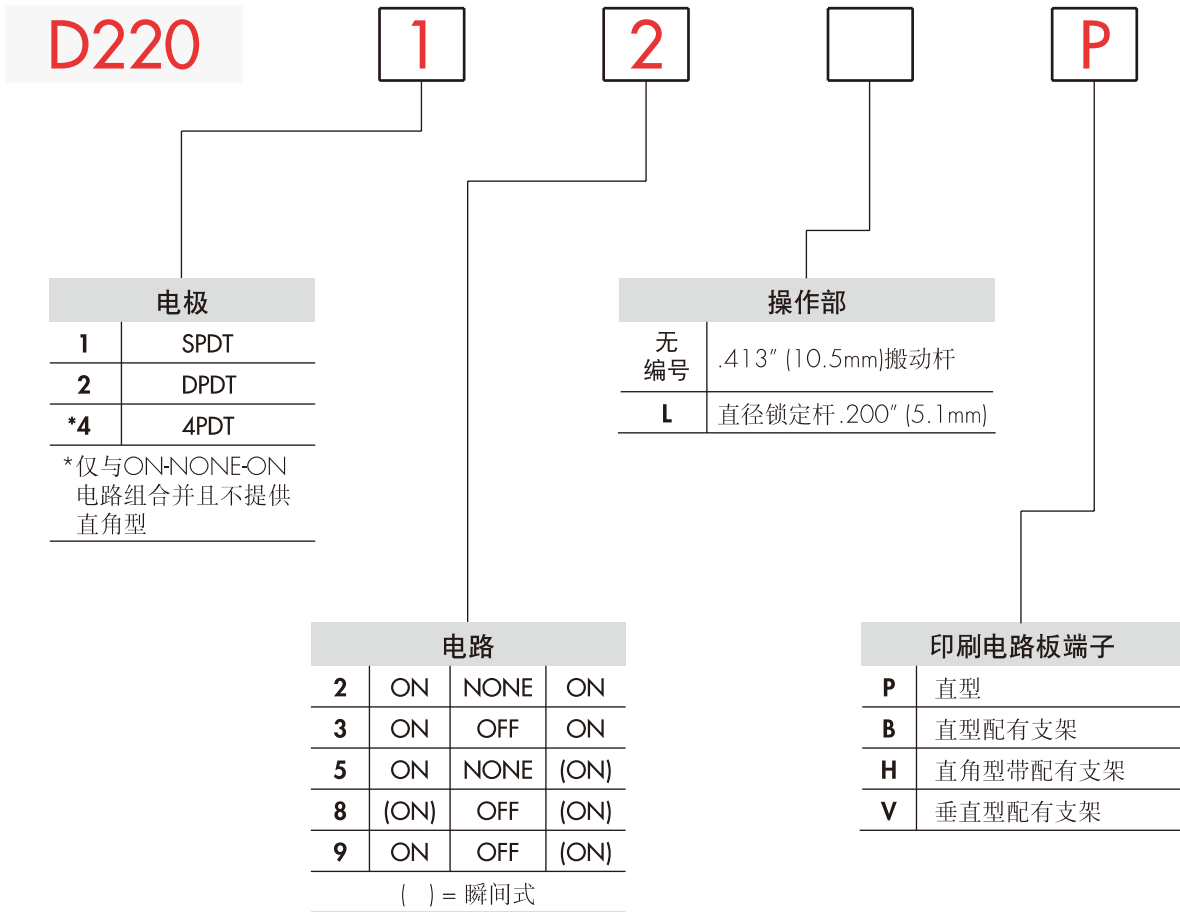 D220 1 2 P
电极
1 SPDT
2 DPDT
*4 4PDT
*仅与ON-NONE-ON
电路组合并且不提供
直角型
操作部
无
编号 .413" (10.5mm)搬动杆
L 直径锁定杆.200" (5.1mm)
电路
2 ON NONE ON
3 ON OFF ON
5 ON NONE (ON)
8 (ON) OFF (ON)
9 ON OFF (ON)
( ) = 瞬间式
印刷电路板端子
P 直型
B 直型配有支架
H 直角型带配有支架
V 垂直型配有支架